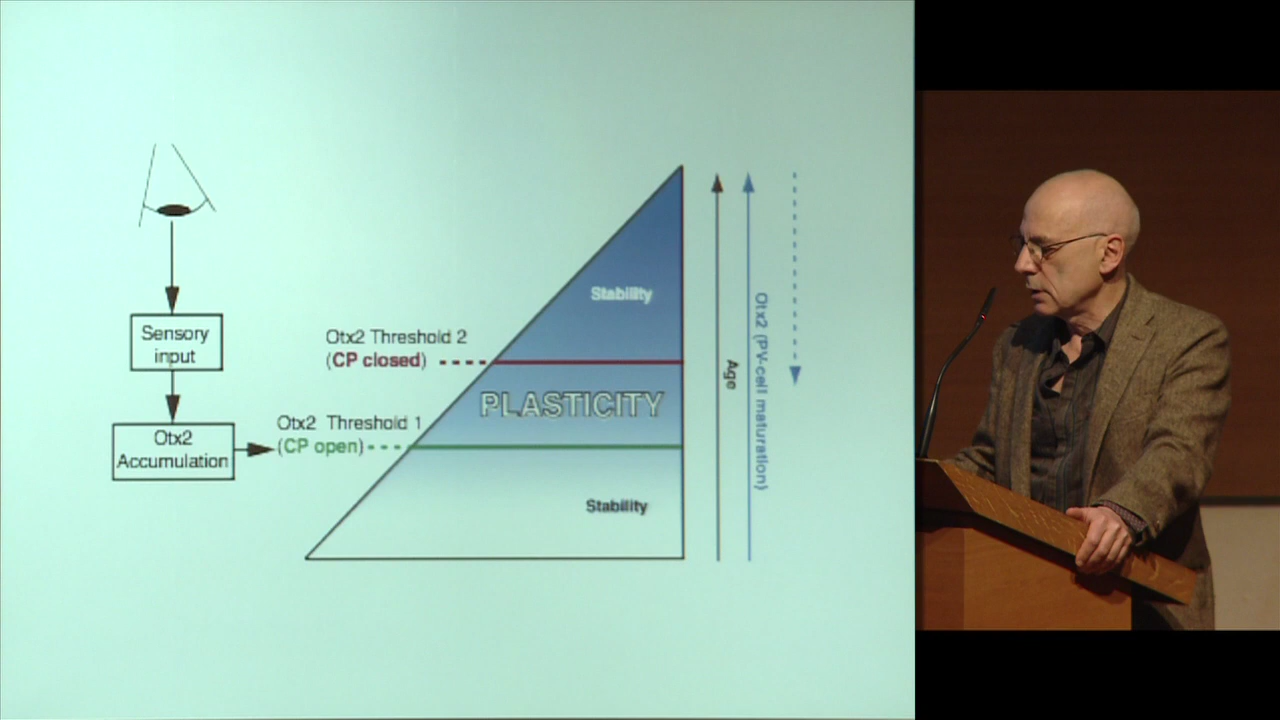 Sensory
input
Otx2
Accumulation
Otx2 Threshold 2
(CP closed)
Otx2 Threshold 1
(CP open)
Stability
PLASTICITY
Stability
Age
Otx2 (PV-cell maturation)